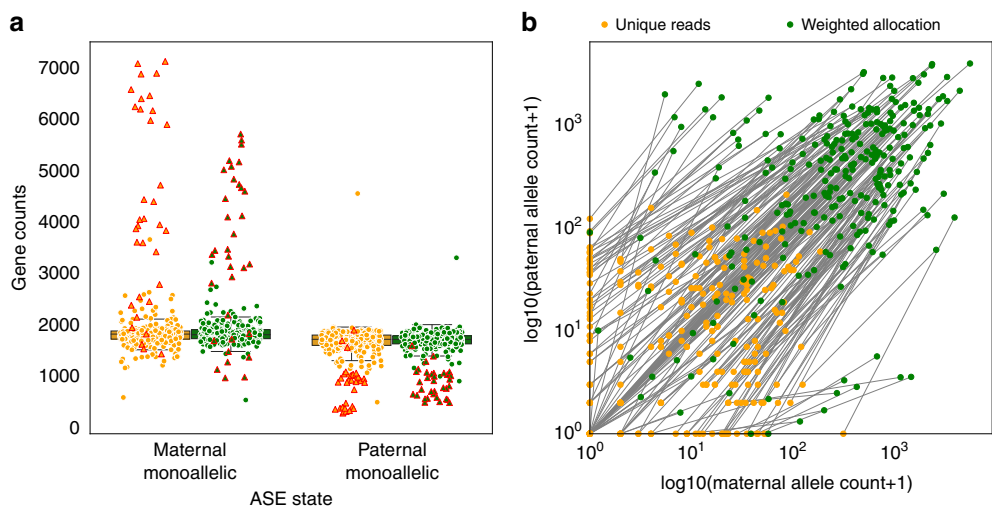 a
7000
6000
5000
4000
3000
2000
1000
0
Gene counts
Maternal monoallelic
Paternal monoallelic
ASE state
b
Unique reads
Weighted allocation
10³
10²
10¹
10⁰
log10(paternal allele count+1)
10⁰
10¹
10²
10³
log10(maternal allele count+1)